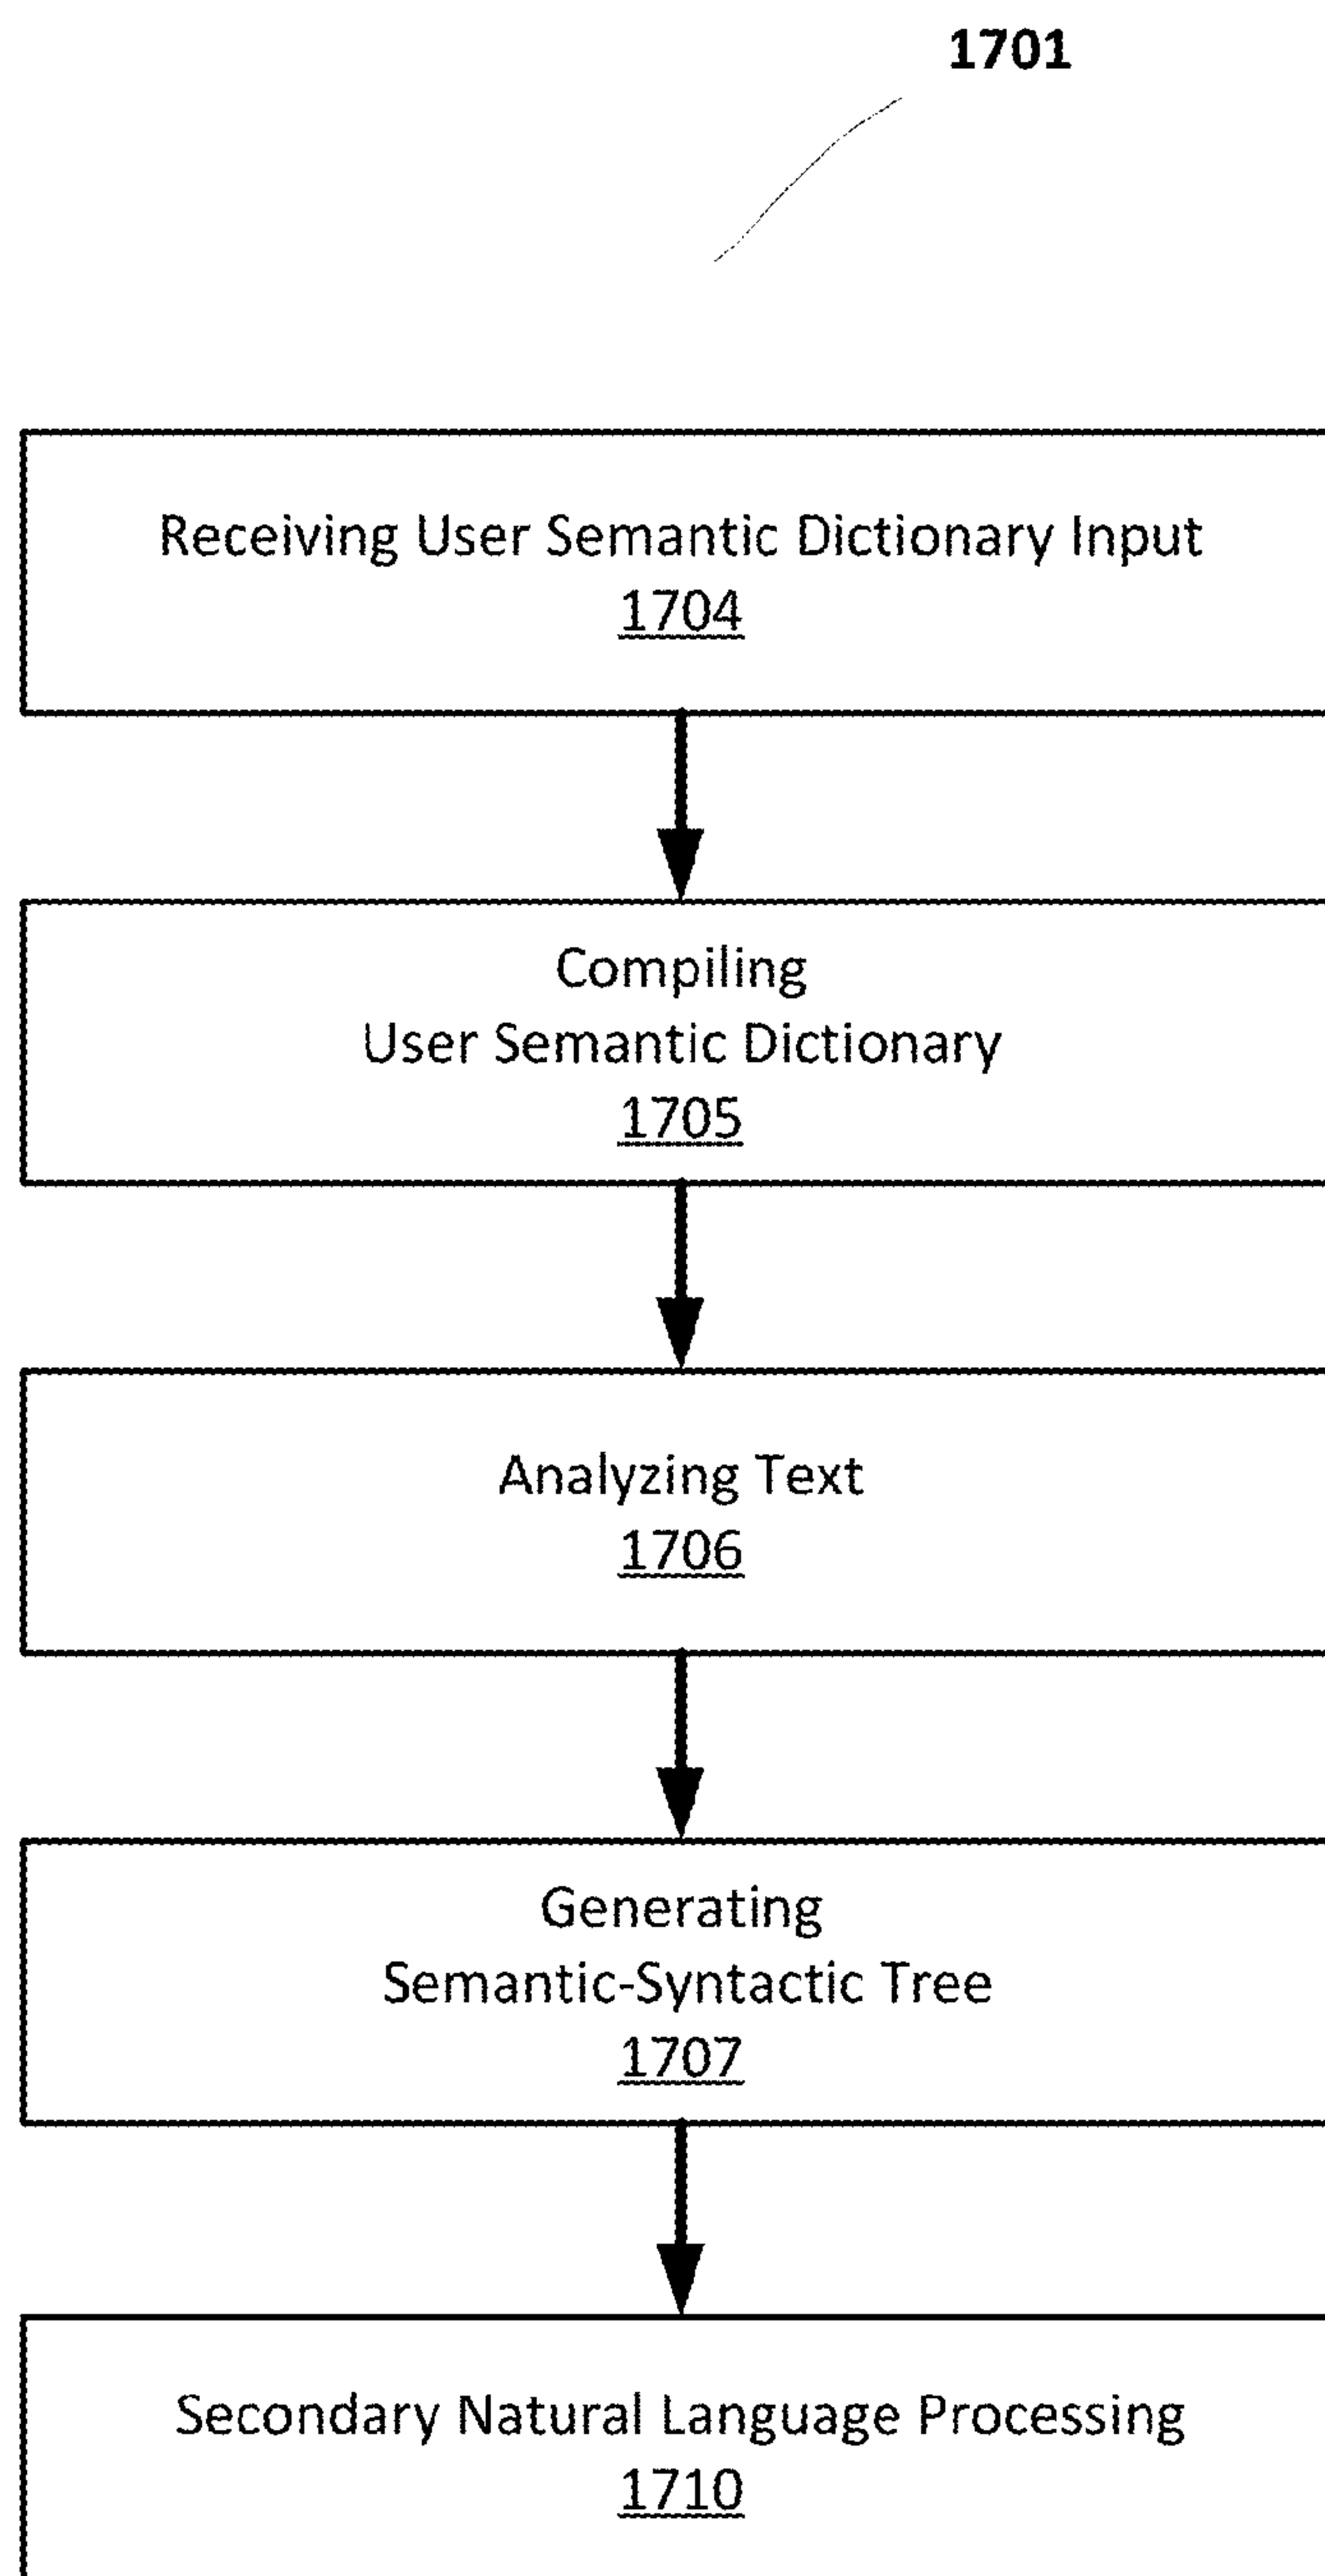 1701
Receiving User Semantic Dictionary Input
1704
Compiling
User Semantic Dictionary
1705
Analyzing Text
1706
Generating
Semantic-Syntactic Tree
1707
Secondary Natural Language Processing
1710